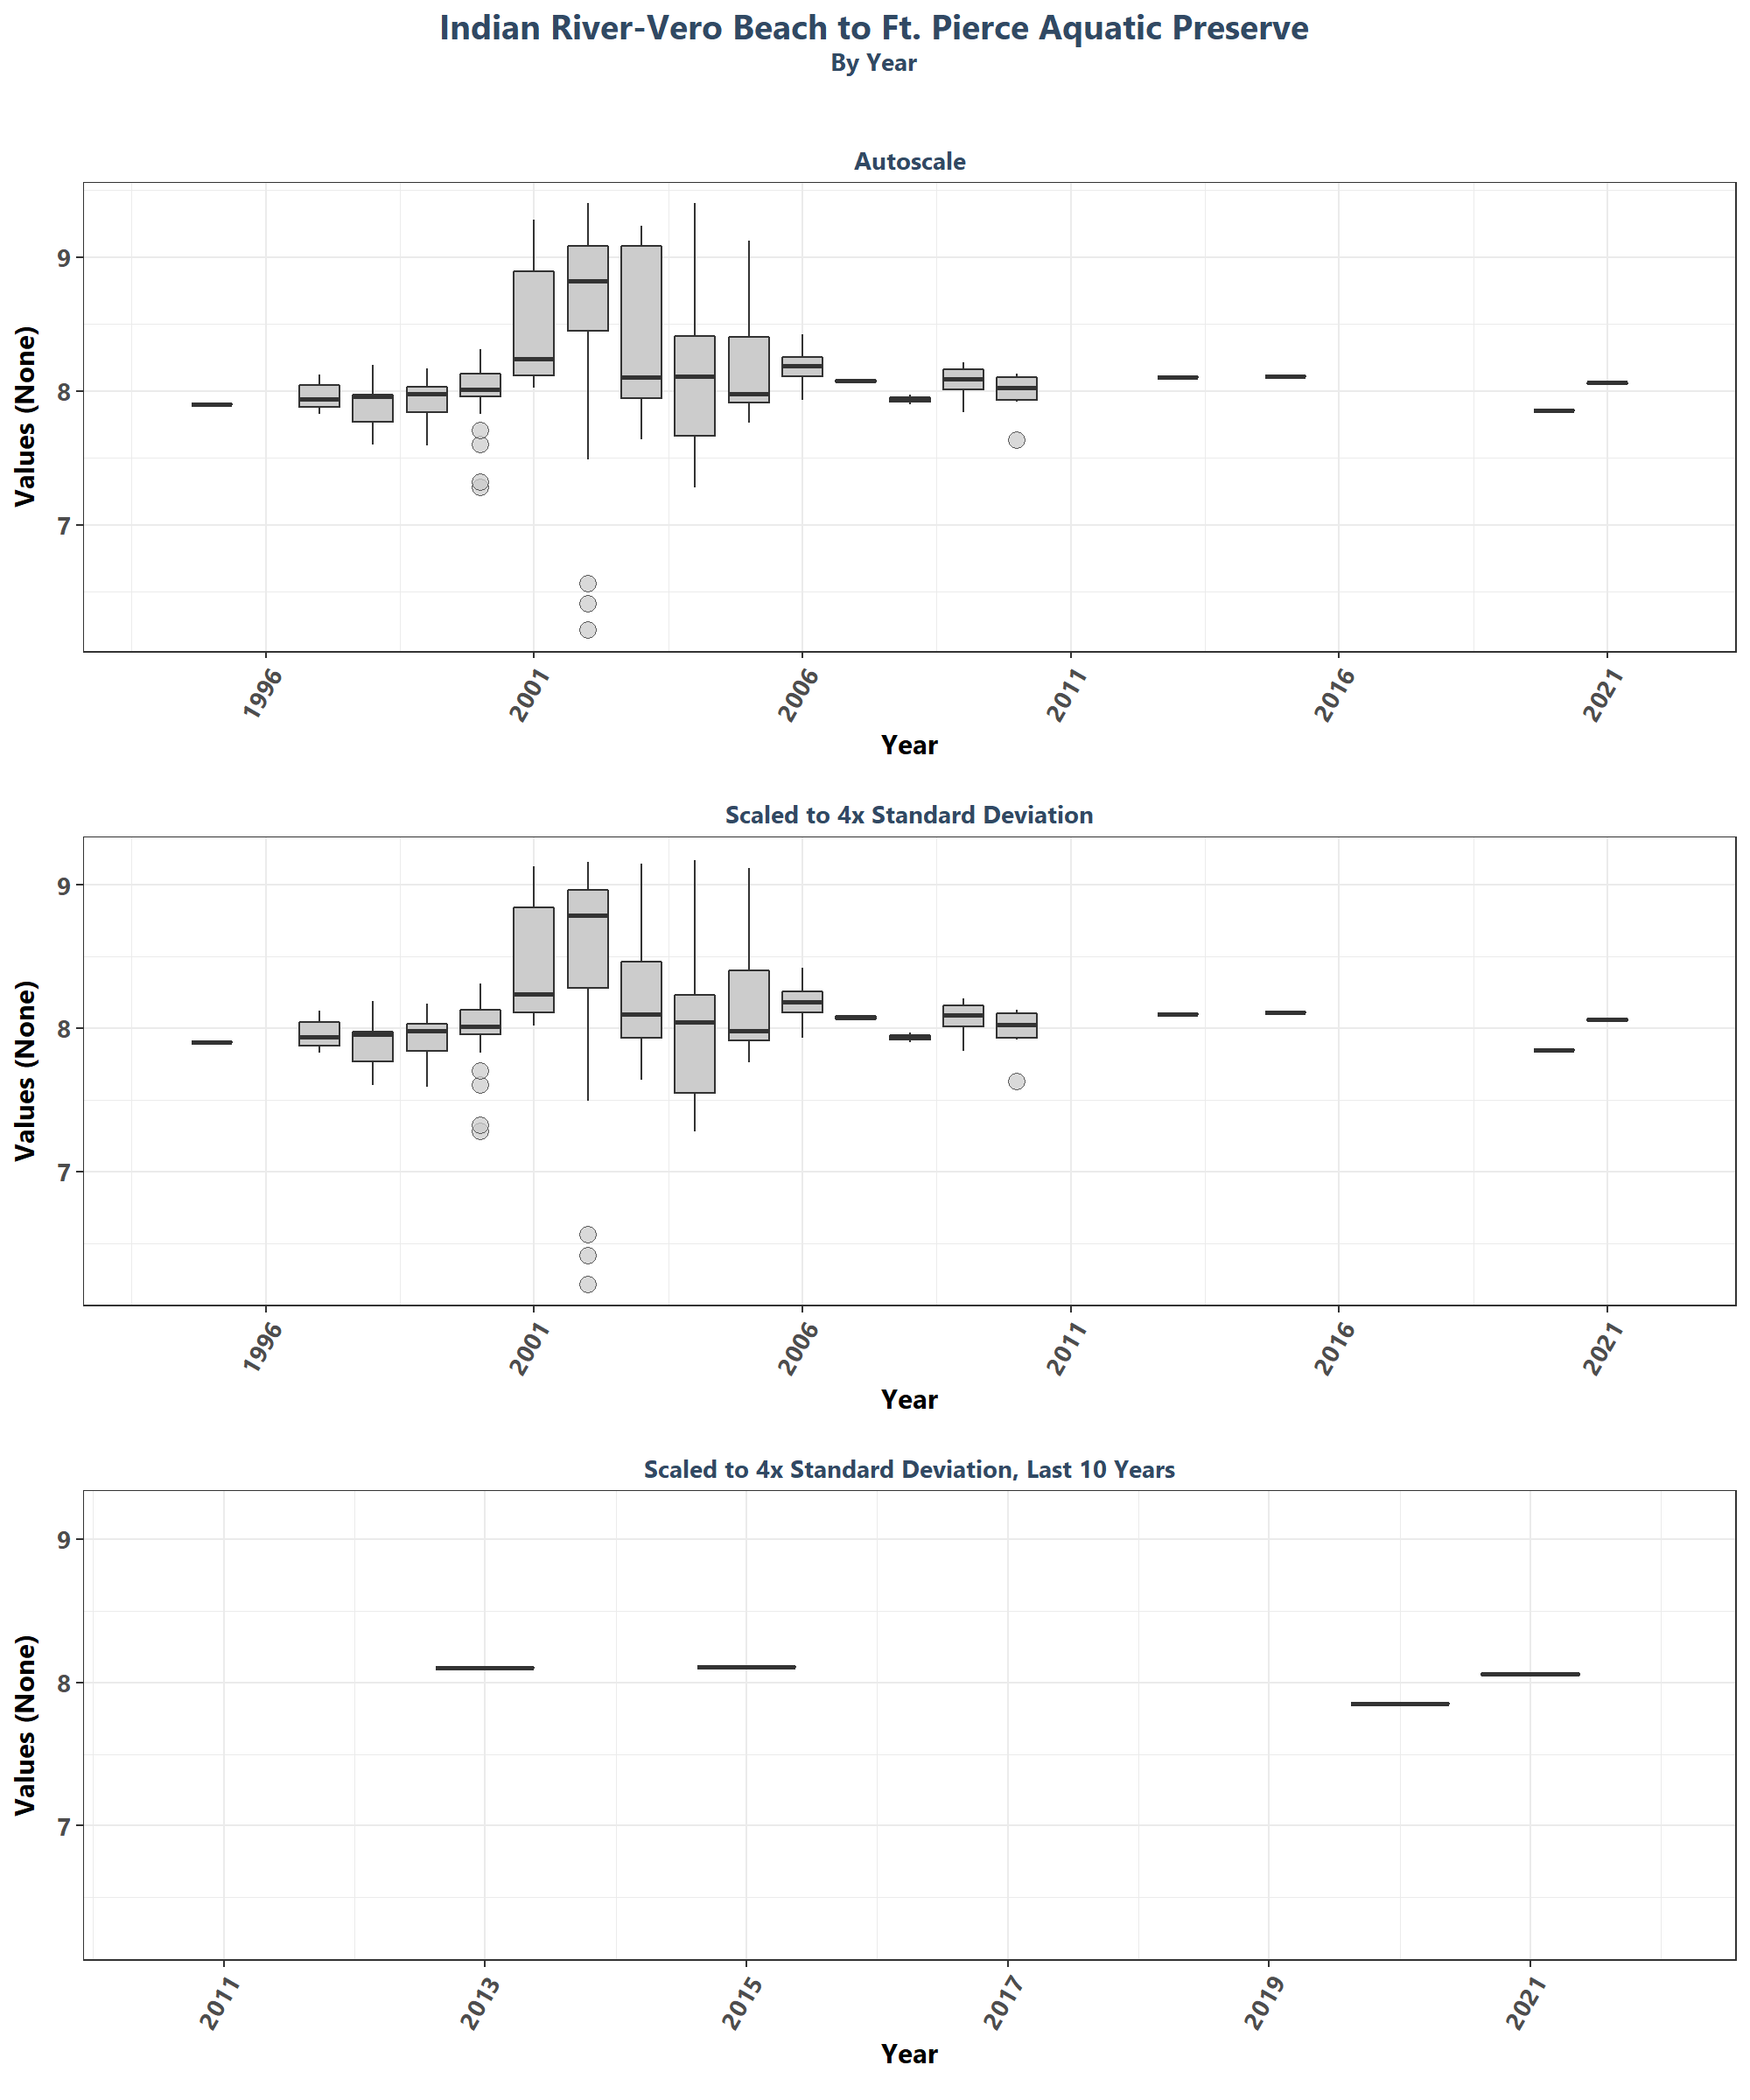 Indian River-Vero Beach to Ft. Pierce Aquatic Preserve
By Year
Autoscale
Values (None)
9
8
7
1996 2001 2006 2011 2016 2021
Year
Scaled to 4x Standard Deviation
Values (None)
9
8
7
1996 2001 2006 2011 2016 2021
Year
Scaled to 4x Standard Deviation, Last 10 Years
Values (None)
9
8
7
2011 2013 2015 2017 2019 2021
Year